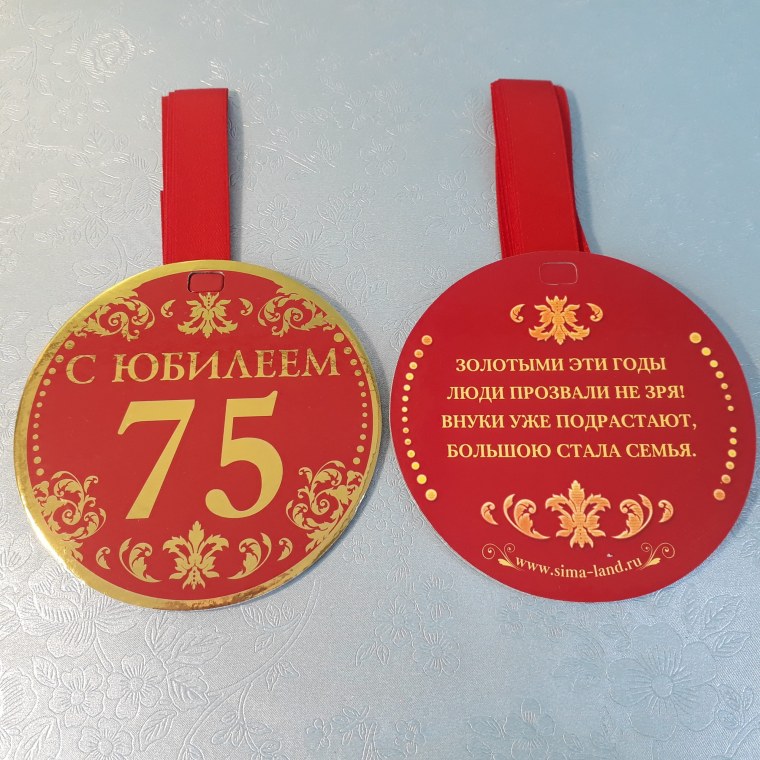 С ЮБИЛЕЕМ
75
ЗОЛОТЫМИ ЭТИ ГОДЫ
ЛЮДИ ПРОЗВАЛИ НЕ ЗРЯ!
ВНУКИ УЖЕ ПОДРАСТАЮТ,
БОЛЬШОЮ СТАЛА СЕМЬЯ.
www.sima-land.ru